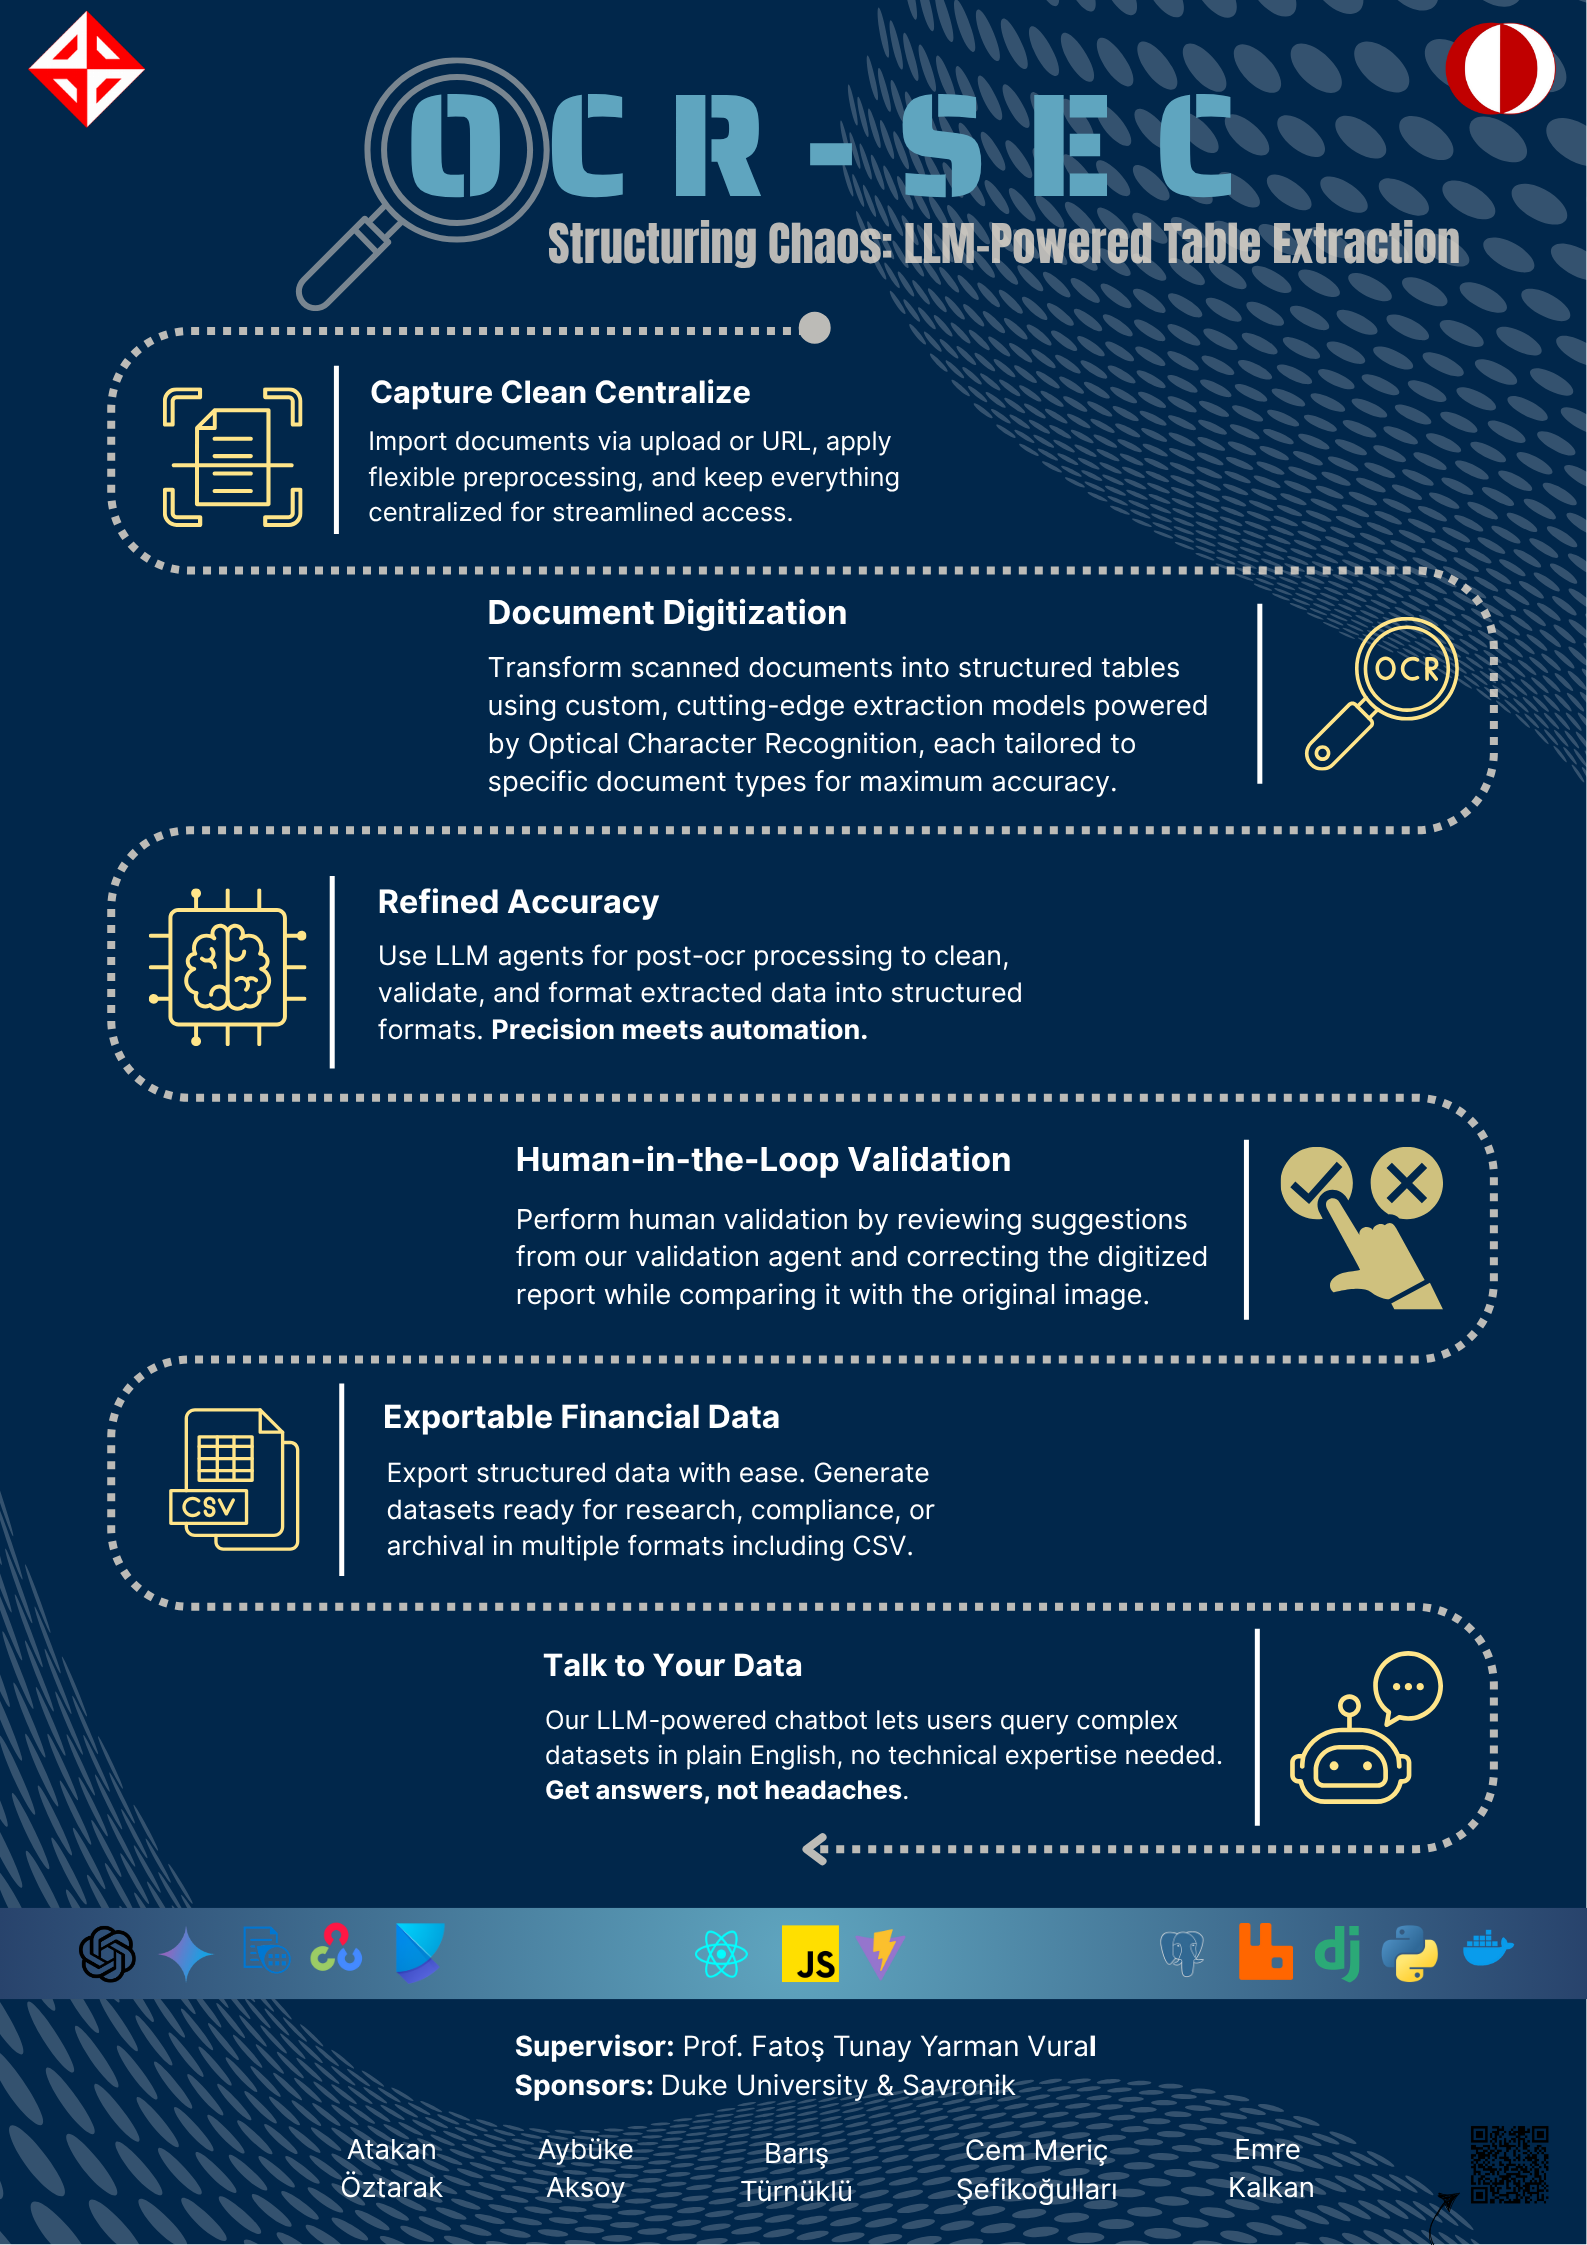 OCR-SEC
Structuring Chaos: LLM-Powered Table Extraction
Capture Clean Centralize
Import documents via upload or URL, apply
flexible preprocessing, and keep everything
centralized for streamlined access.
Document Digitization
Transform scanned documents into structured tables
using custom, cutting-edge extraction models powered
by Optical Character Recognition, each tailored to
specific document types for maximum accuracy.
OCR
Refined Accuracy
Use LLM agents for post-ocr processing to clean,
validate, and format extracted data into structured
formats. Precision meets automation.
Human-in-the-Loop Validation
Perform human validation by reviewing suggestions
from our validation agent and correcting the digitized
report while comparing it with the original image.
Exportable Financial Data
Export structured data with ease. Generate
datasets ready for research, compliance, or
archival in multiple formats including CSV.
CSV
Talk to Your Data
Our LLM-powered chatbot lets users query complex
datasets in plain English, no technical expertise needed.
Get answers, not headaches.
JS
dj
Supervisor: Prof. Fatoş Tunay Yarman Vural
Sponsors: Duke University & Savronik
Atakan
Öztarak
Aybüke
Aksoy
Barış
Türnüklü
Cem Meriç
Şefikoğulları
Emre
Kalkan